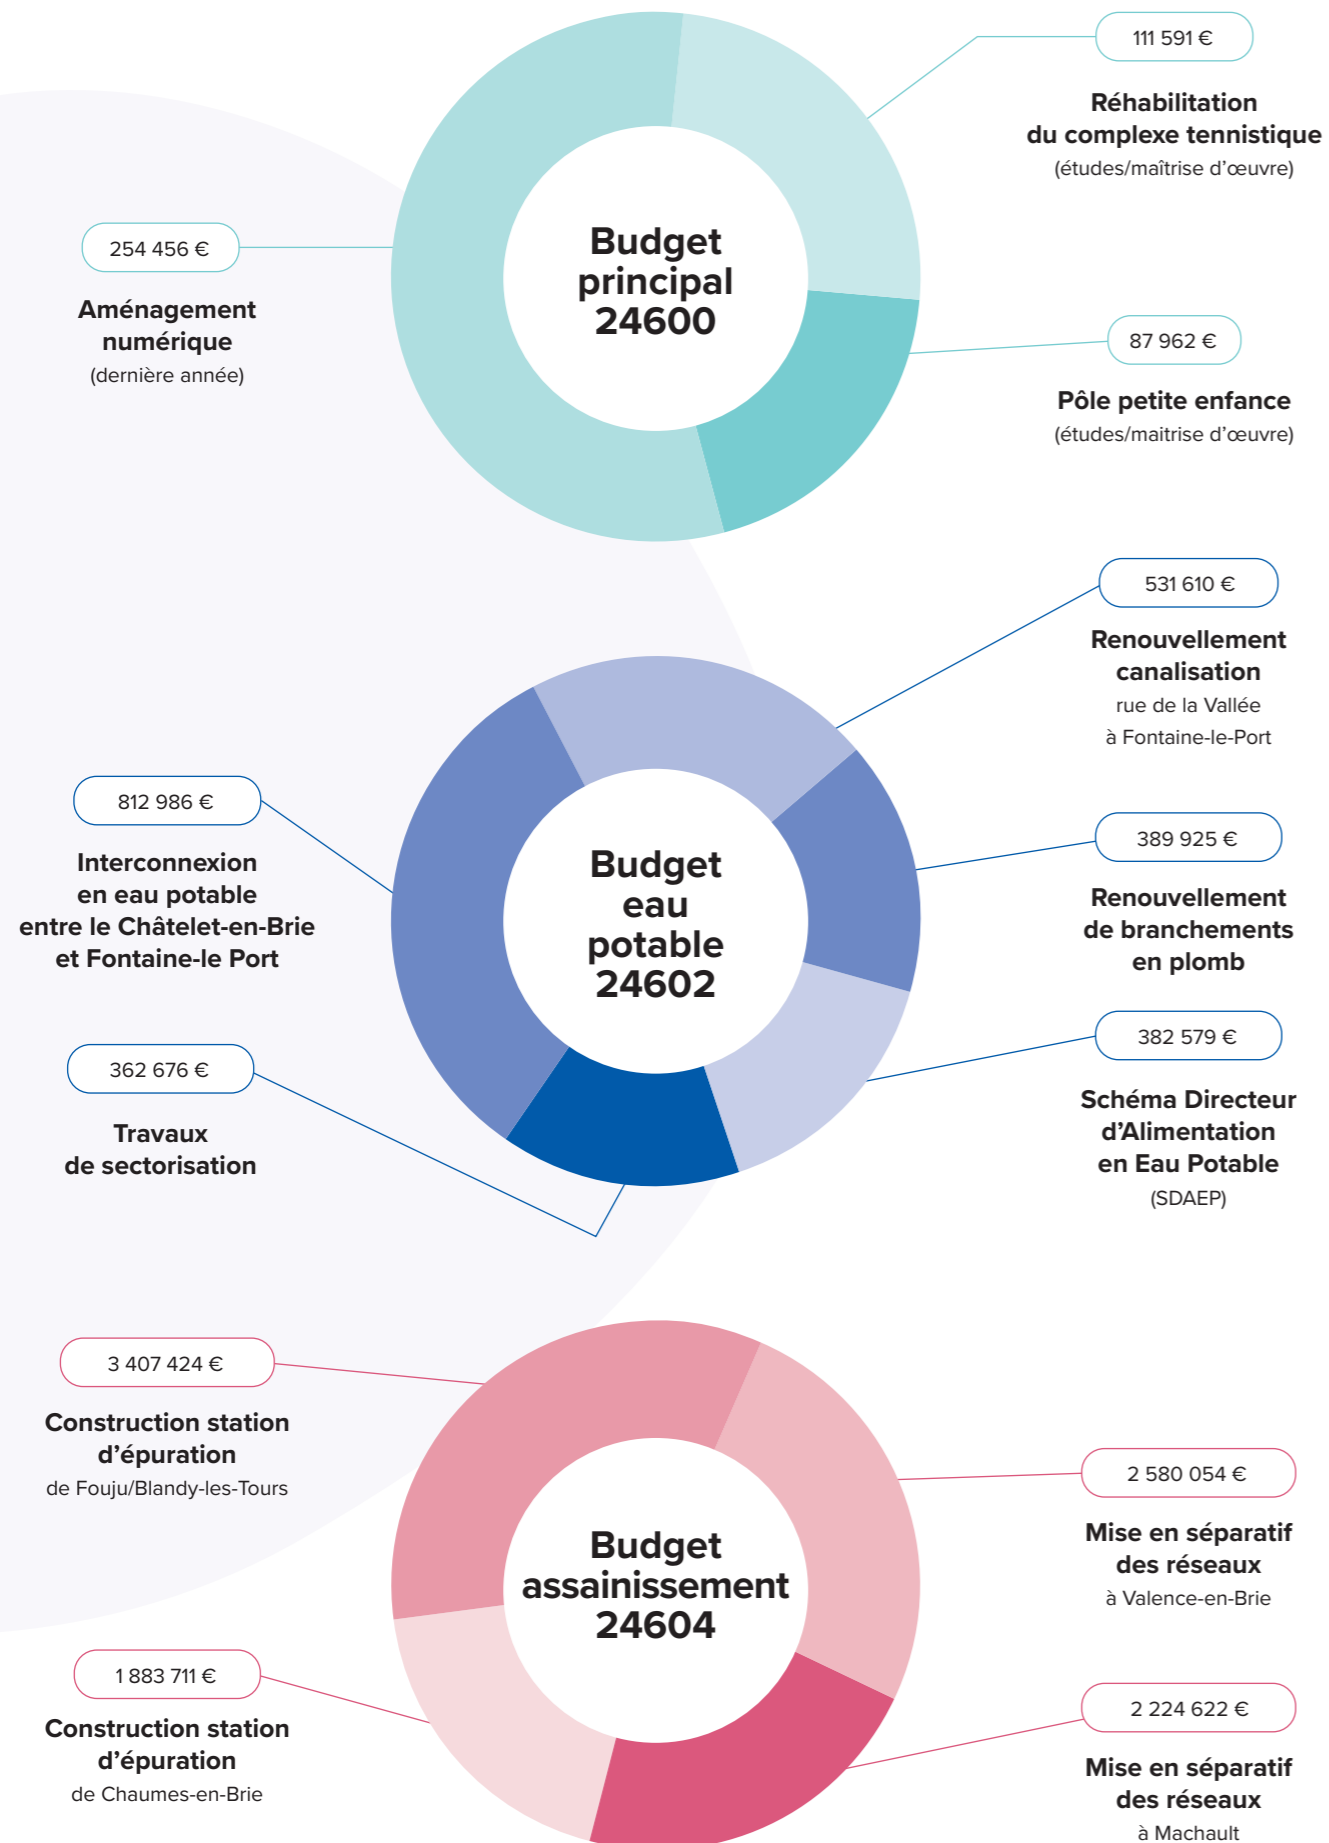 111 591 €
Réhabilitation
du complexe tennistique
(études/maîtrise d'œuvre)
254 456 €
Aménagement
numérique
(dernière année)
Budget
principal
24600
87 962 €
Pôle petite enfance
(études/maitrise d'œuvre)
531 610 €
Renouvellement
canalisation
rue de la Vallée
à Fontaine-le-Port
812 986 €
Interconnexion
en eau potable
entre le Châtelet-en-Brie
et Fontaine-le Port
Budget
eau
potable
24602
389 925 €
Renouvellement
de branchements
en plomb
362 676 €
Travaux
de sectorisation
382 579 €
Schéma Directeur
d'Alimentation
en Eau Potable
(SDAEP)
3 407 424 €
Construction station
d'épuration
de Fouju/Blandy-les-Tours
Budget
assainissement
24604
2 580 054 €
Mise en séparatif
des réseaux
à Valence-en-Brie
1 883 711 €
Construction station
d'épuration
de Chaumes-en-Brie
2 224 622 €
Mise en séparatif
des réseaux
à Machault